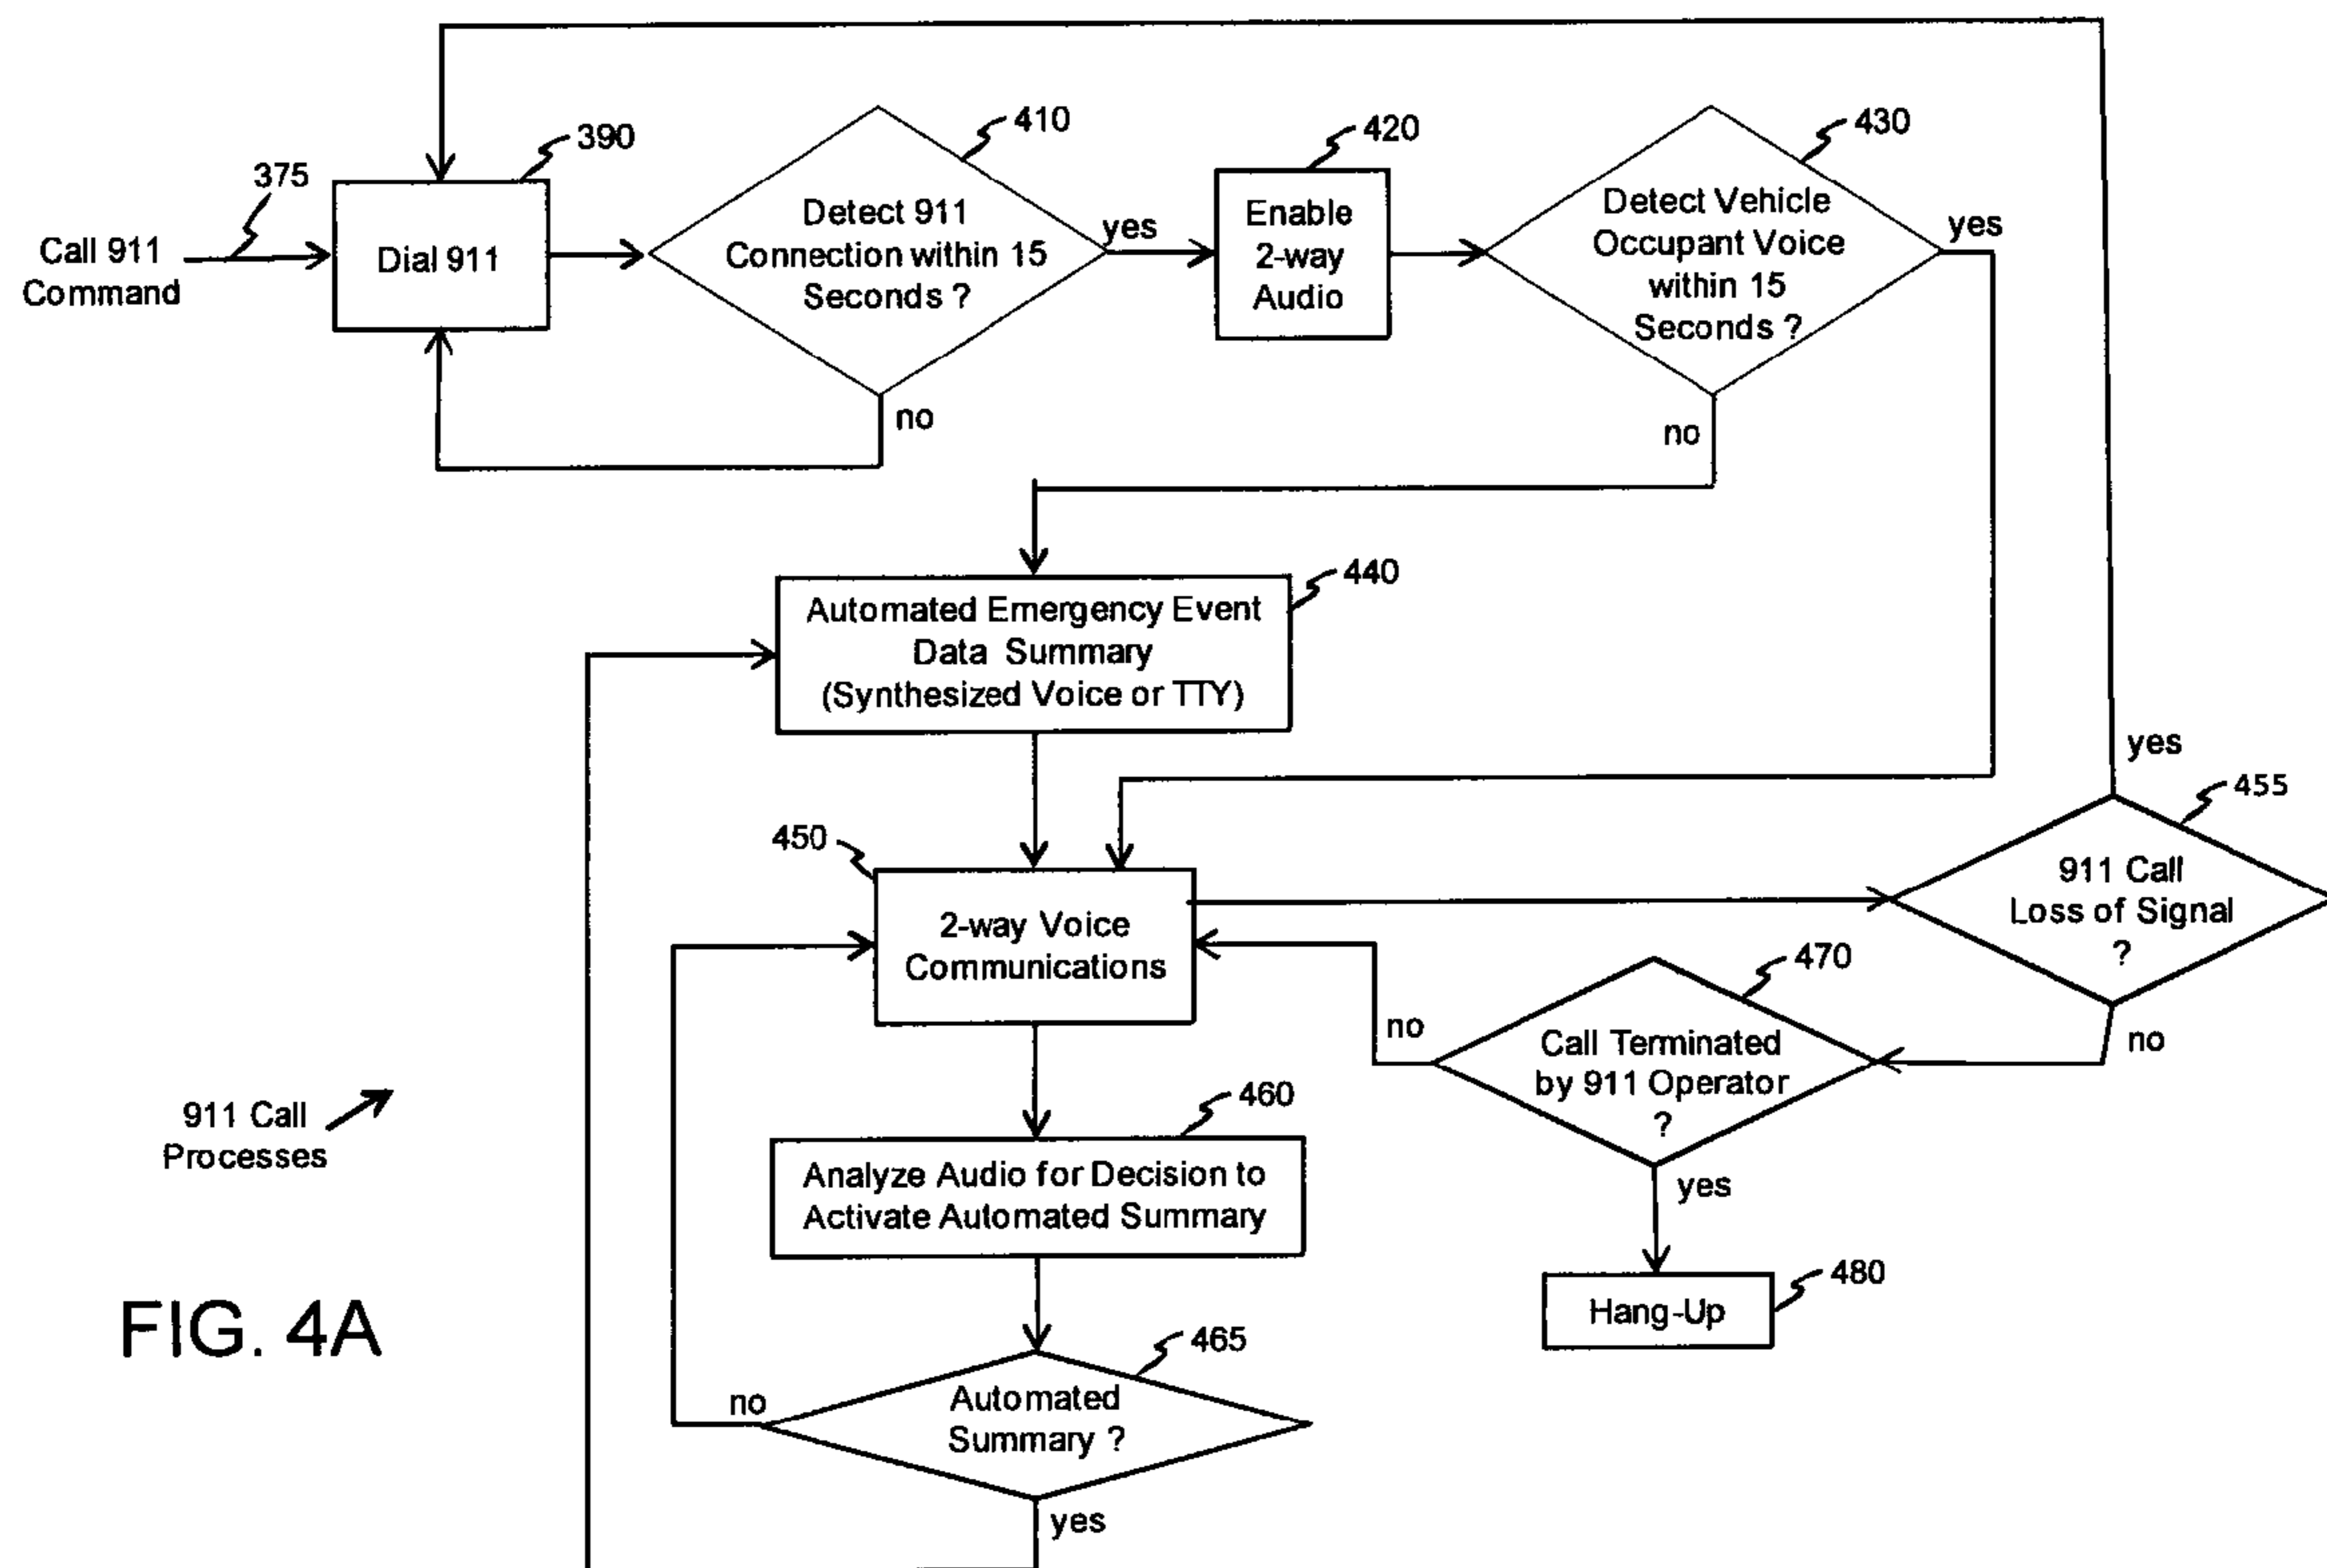 375
Call 911
Command
390
Dial 911
410
Detect 911
Connection within 15
Seconds ?
yes
no
420
Enable
2-way
Audio
430
Detect Vehicle
Occupant Voice
within 15
Seconds ?
yes
no
440
Automated Emergency Event
Data Summary
(Synthesized Voice or TTY)
450
2-way Voice
Communications
yes
455
911 Call
Loss of Signal
?
no
470
Call Terminated
by 911 Operator
?
no
yes
480
Hang-Up
460
Analyze Audio for Decision to
Activate Automated Summary
465
Automated
Summary ?
no
yes
911 Call
Processes
FIG. 4A